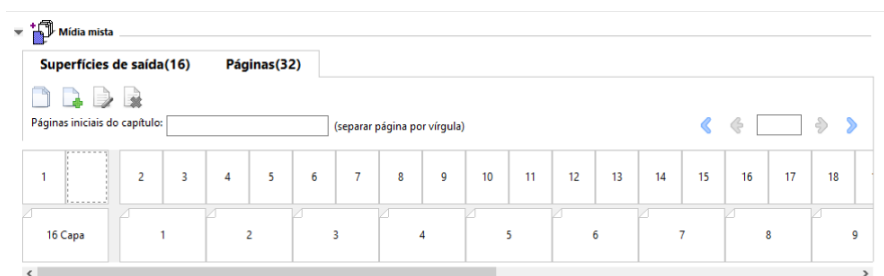 Mídia mista
Superfícies de saída(16) Páginas(32)
Páginas iniciais do capítulo: (separar página por vírgula)
1 2 3 4 5 6 7 8 9 10 11 12 13 14 15 16 17 18
16 Capa 1 2 3 4 5 6 7 8 9